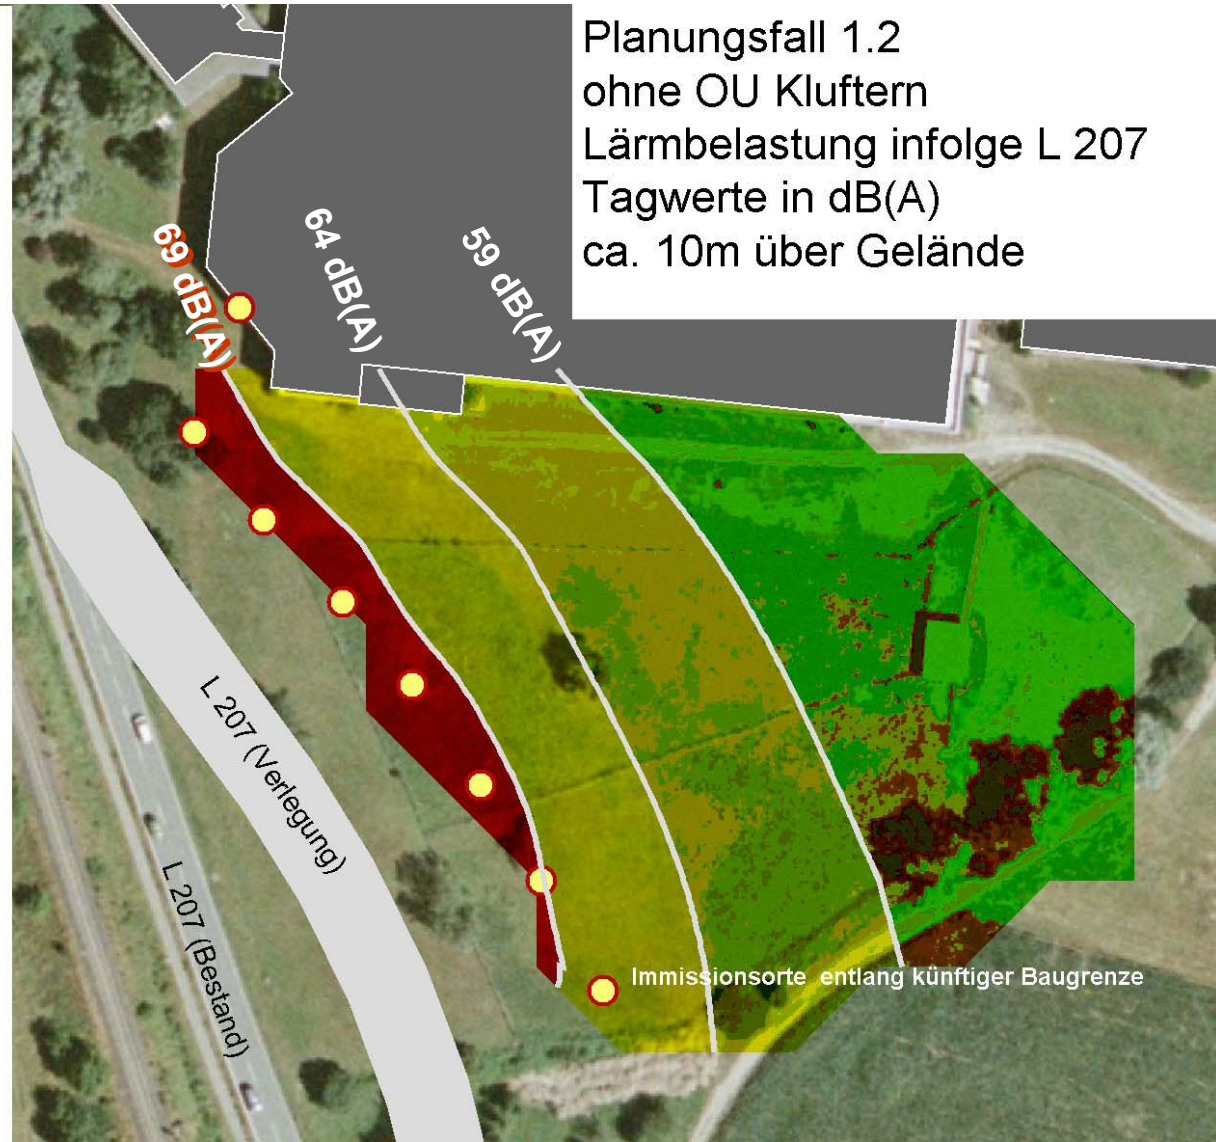 Planungsfall 1.2
ohne OU Kluftern
Lärmbelastung infolge L 207
Tagwerte in dB(A)
ca. 10m über Gelände
69 dB(A)
64 dB(A)
59 dB(A)
L 207 (Verlegung)
L 207 (Bestand)
Immissionsorte entlang künftiger Baugrenze